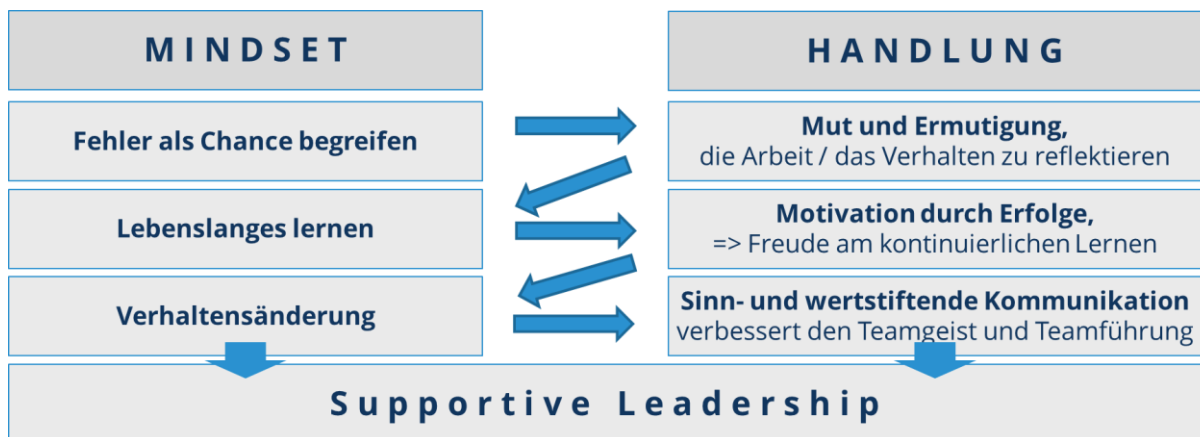 MINDSET
HANDLUNG
Fehler als Chance begreifen
Mut und Ermutigung,
die Arbeit / das Verhalten zu reflektieren
Lebenslanges lernen
Motivation durch Erfolge,
=> Freude am kontinuierlichen Lernen
Verhaltensänderung
Sinn- und wertstiftende Kommunikation
verbessert den Teamgeist und Teamführung
Supportive Leadership